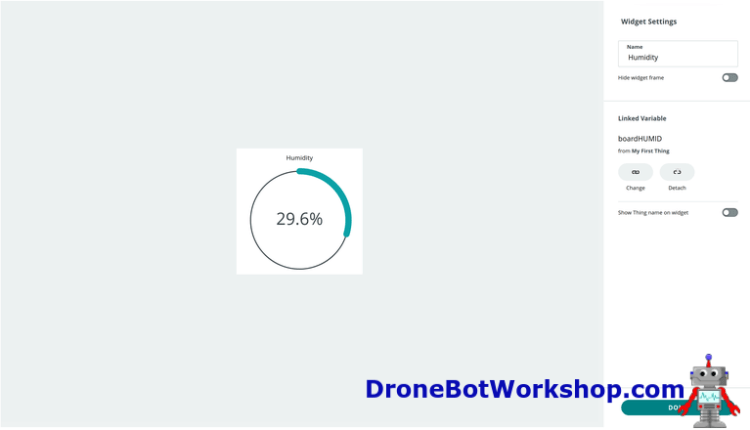 Humidity
29.6%
Widget Settings
Name
Humidity
Hide widget frame
Linked Variable
boardHUMID
from My First Thing
Change
Detach
Show Thing name on widget
DroneBotWorkshop.com